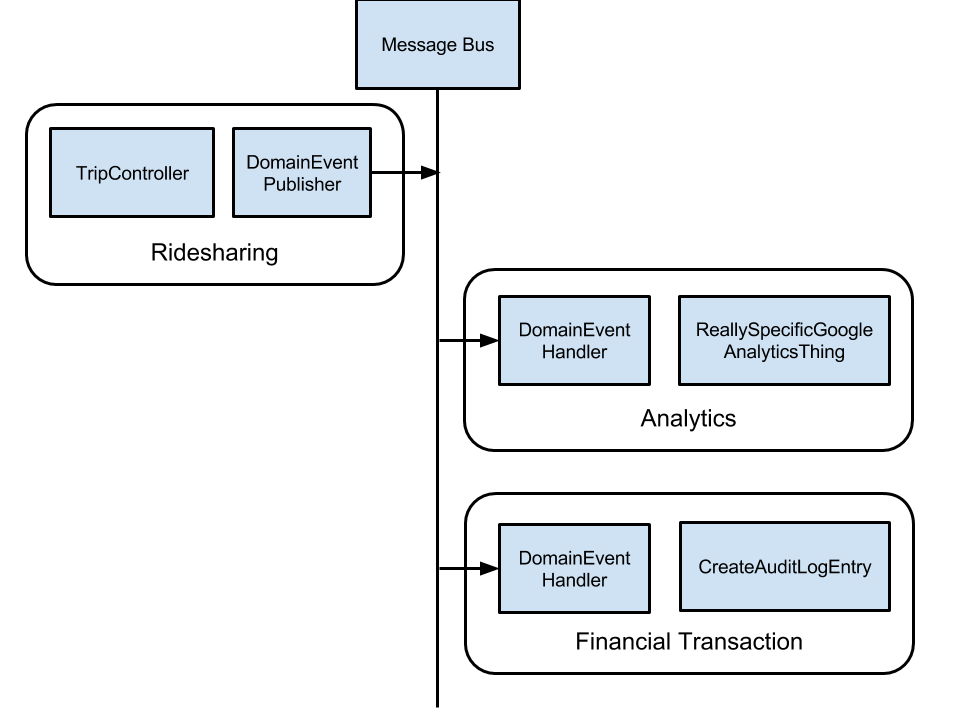 Message Bus
TripController
DomainEvent
Publisher
Ridesharing
DomainEvent
Handler
ReallySpecificGoogle
AnalyticsThing
Analytics
DomainEvent
Handler
CreateAuditLogEntry
Financial Transaction